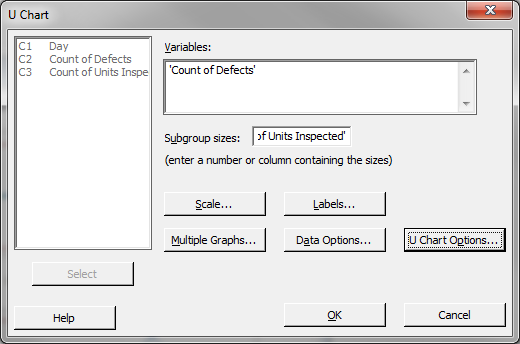 U Chart
C1 Day
C2 Count of Defects
C3 Count of Units Inspe
Variables:
'Count of Defects'
Subgroup sizes: of Units Inspected'
(enter a number or column containing the sizes)
Scale... Labels...
Multiple Graphs... Data Options... U Chart Options...
Select
Help OK Cancel